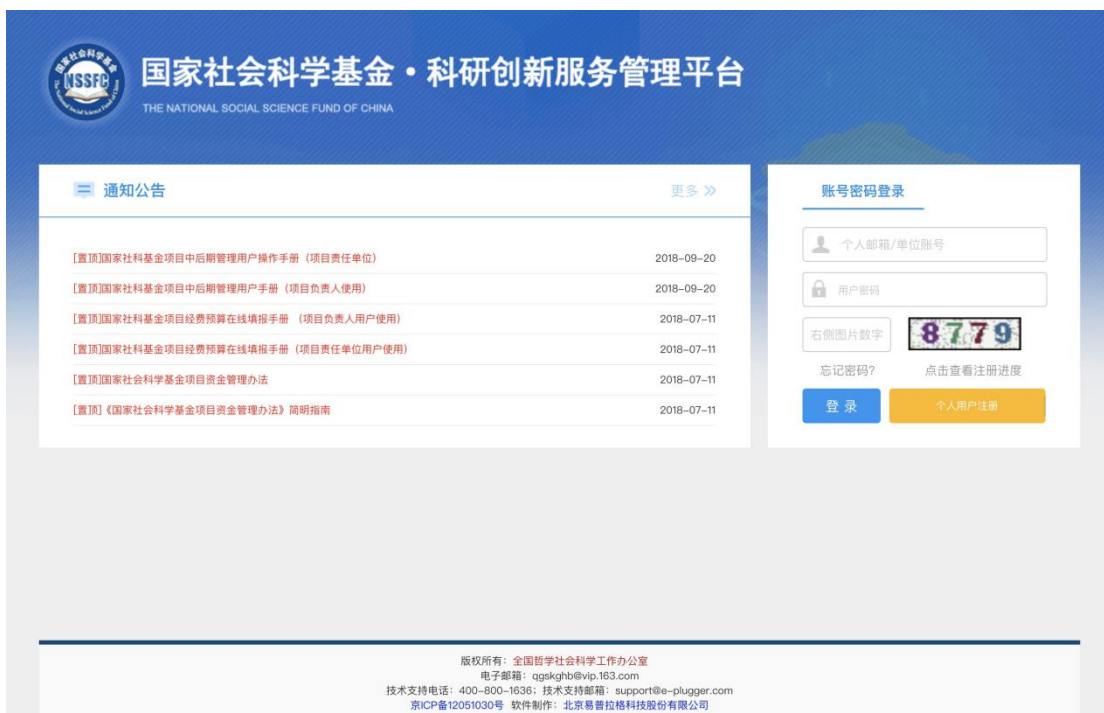 国家社会科学基金·科研创新服务管理平台
THE NATIONAL SOCIAL SCIENCE FUND OF CHINA
NSSFC
通知公告 更多
[置顶]国家社科基金项目中后期管理用户操作手册（项目责任单位） 2018-09-20
[置顶]国家社科基金项目中后期管理用户手册（项目负责人使用） 2018-09-20
[置顶]国家社科基金项目经费预算在线填报手册 （项目负责人用户使用） 2018-07-11
[置顶]国家社科基金项目经费预算在线填报手册（项目责任单位用户使用） 2018-07-11
[置顶]国家社会科学基金项目资金管理办法 2018-07-11
[置顶]《国家社会科学基金项目资金管理办法》简明指南 2018-07-11
账号密码登录
个人邮箱/单位账号
用户密码
右侧图片数字 8779
忘记密码? 点击查看注册进度
登 录 个人用户注册
版权所有：全国哲学社会科学工作办公室
电子邮箱：qgskghb@vip.163.com
技术支持电话：400-800-1636；技术支持邮箱：support@e-plugger.com
京ICP备12051030号 软件制作：北京易普拉格科技股份有限公司